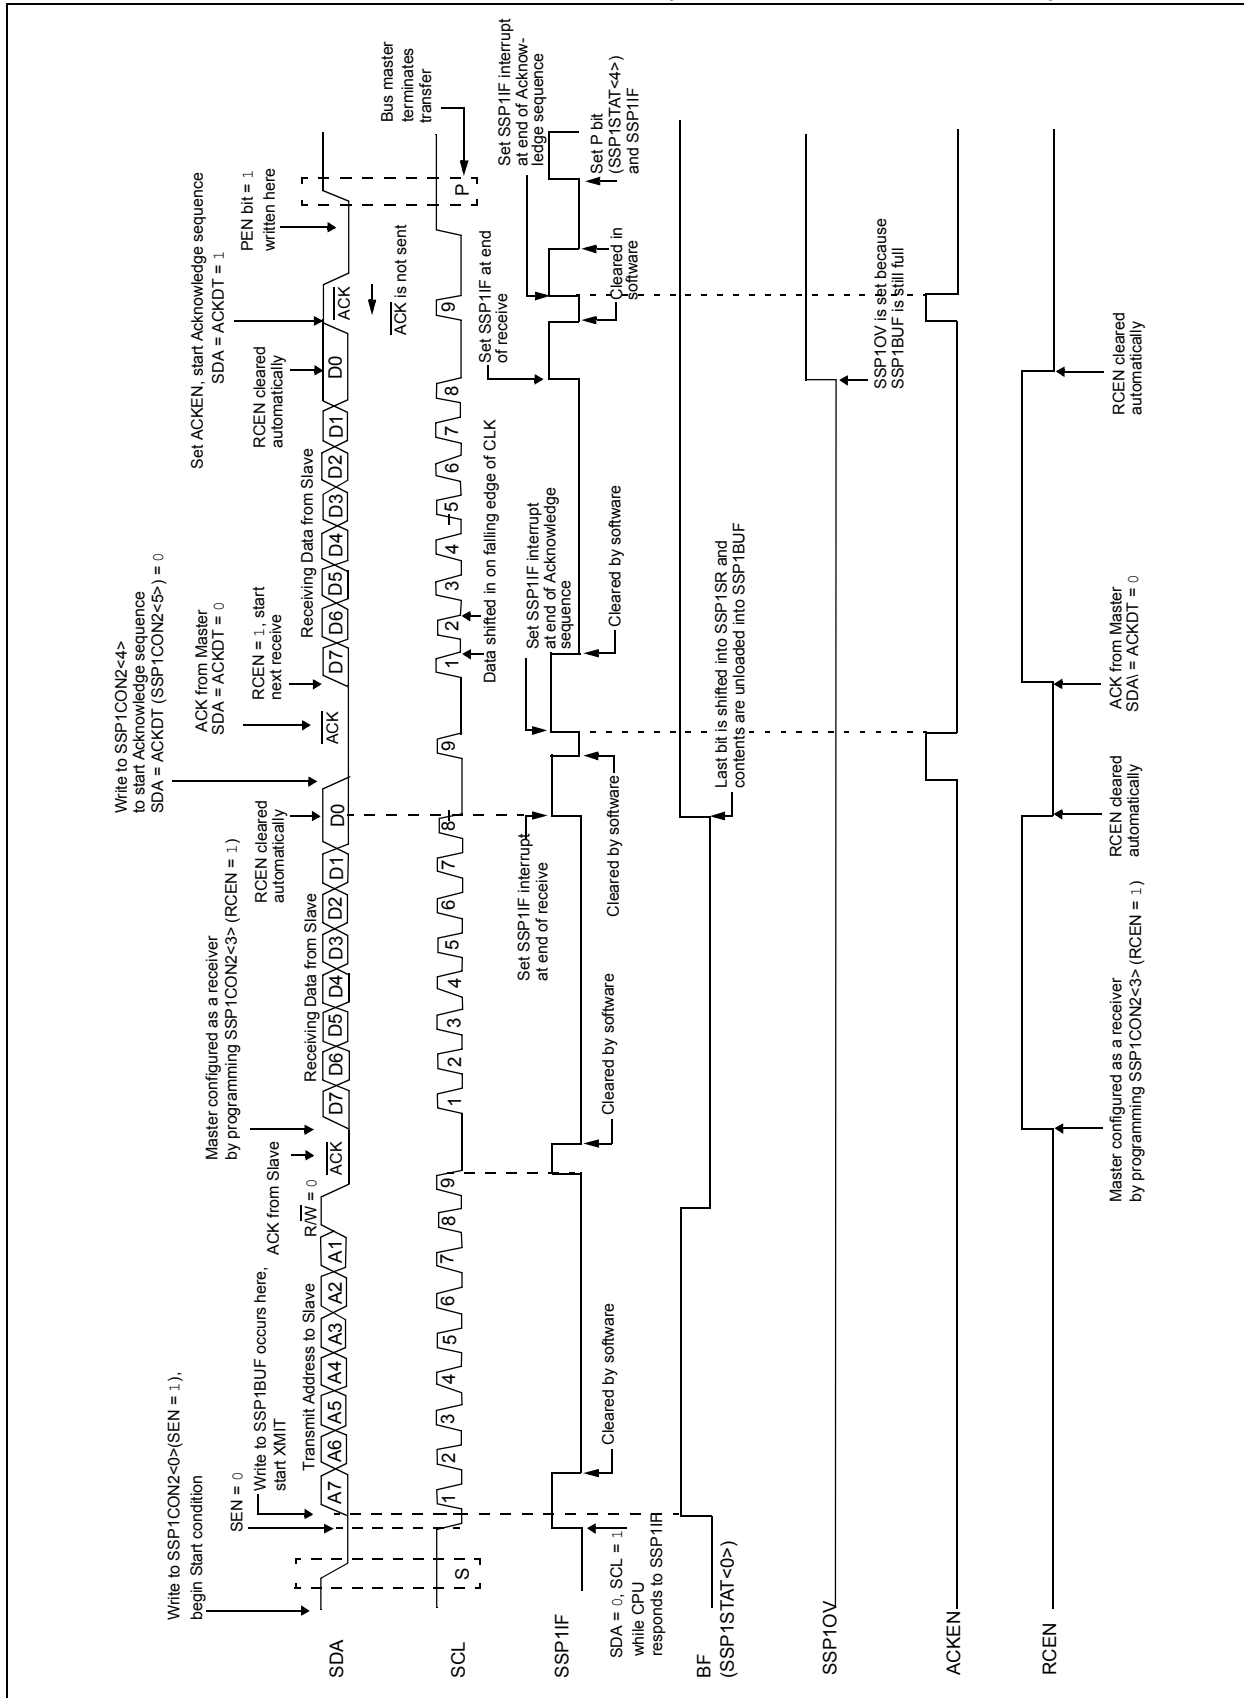 Write to SSP1CON2<0>(SEN = 1),
begin Start condition
SEN = 0
Write to SSP1BUF occurs here,
start XMIT
ACK from Slave
Master configured as a receiver
by programming SSP1CON2<3> (RCEN = 1)
RCEN cleared
automatically
Write to SSP1CON2<4>
to start Acknowledge sequence
SDA = ACKDT (SSP1CON2<5>) = 0
ACK from Master
SDA = ACKDT = 0
RCEN = 1, start
next receive
RCEN cleared
automatically
Set ACKEN, start Acknowledge sequence
SDA = ACKDT = 1
PEN bit = 1
written here
Transmit Address to Slave
R/W = 0
Receiving Data from Slave
Receiving Data from Slave
SDA
A7 A6 A5 A4 A3 A2 A1
ACK
D7 D6 D5 D4 D3 D2 D1 D0
ACK
D7 D6 D5 D4 D3 D2 D1 D0
ACK
ACK is not sent
Bus master
terminates
transfer
SCL
S
1 2 3 4 5 6 7 8 9
1 2 3 4 5 6 7 8 9
1 2 3 4 5 6 7 8 9
P
Data shifted in on falling edge of CLK
Set SSP1IF interrupt
at end of receive
Set SSP1IF interrupt
at end of Acknowledge
sequence
Set SSP1IF at end
of receive
Set SSP1IF interrupt
at end of Acknow-
ledge sequence
SSP1IF
SDA = 0, SCL = 1
while CPU
responds to SSP1IF
Cleared by software
Cleared by software
Cleared by software
Cleared by software
Cleared in
software
Set P bit
(SSP1STAT<4>)
and SSP1IF
BF
(SSP1STAT<0>)
Last bit is shifted into SSP1SR and
contents are unloaded into SSP1BUF
SSP1OV
SSP1OV is set because
SSP1BUF is still full
ACKEN
RCEN
Master configured as a receiver
by programming SSP1CON2<3> (RCEN = 1)
RCEN cleared
automatically
ACK from Master
SDA\ = ACKDT = 0
RCEN cleared
automatically